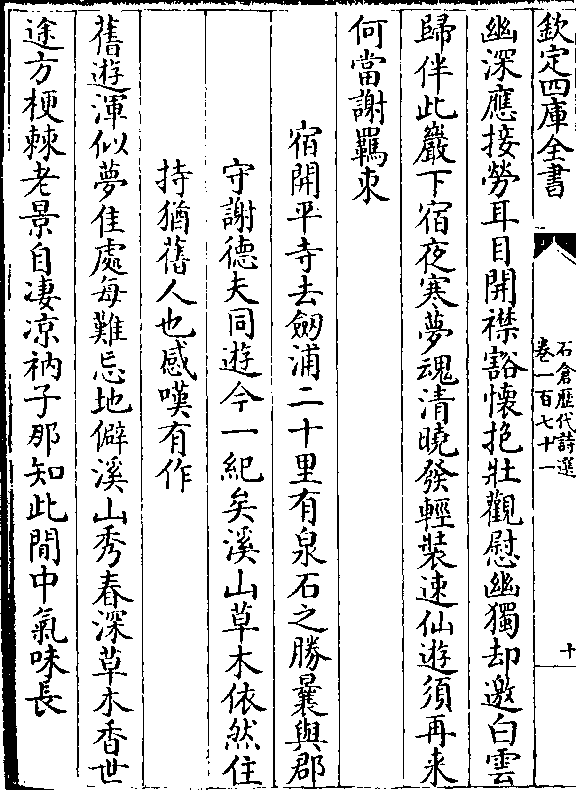 欽定四庫全書
石倉歷代詩選
卷一百七十一
十
幽深應接勞耳目開襟豁懷抱壯觀慰幽獨却邀白雲
歸伴此巖下宿夜寒夢魂清曉發輕裝速仙遊須再来
何當謝羈束
宿開平寺去劒浦二十里有泉石之勝曩與郡
守謝德夫同遊今一紀矣溪山草木依然住
持猶舊人也感嘆有作
舊遊渾似夢佳處每難忘地僻溪山秀春深草木香世
途方梗棘老景自凄凉衲子那知此閒中氣味長